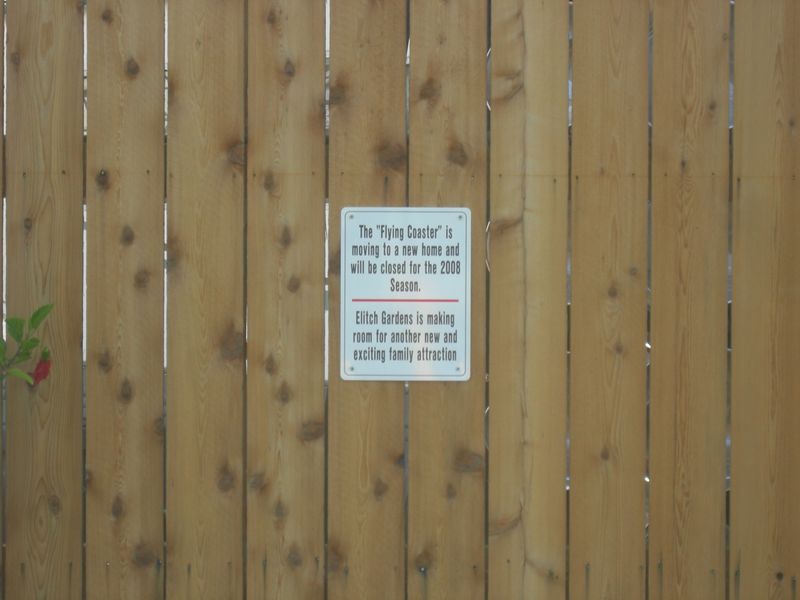 The "Flying Coaster" is
moving to a new home and
will be closed for the 2008
Season.
Elitch Gardens is making
room for another new and
exciting family attraction